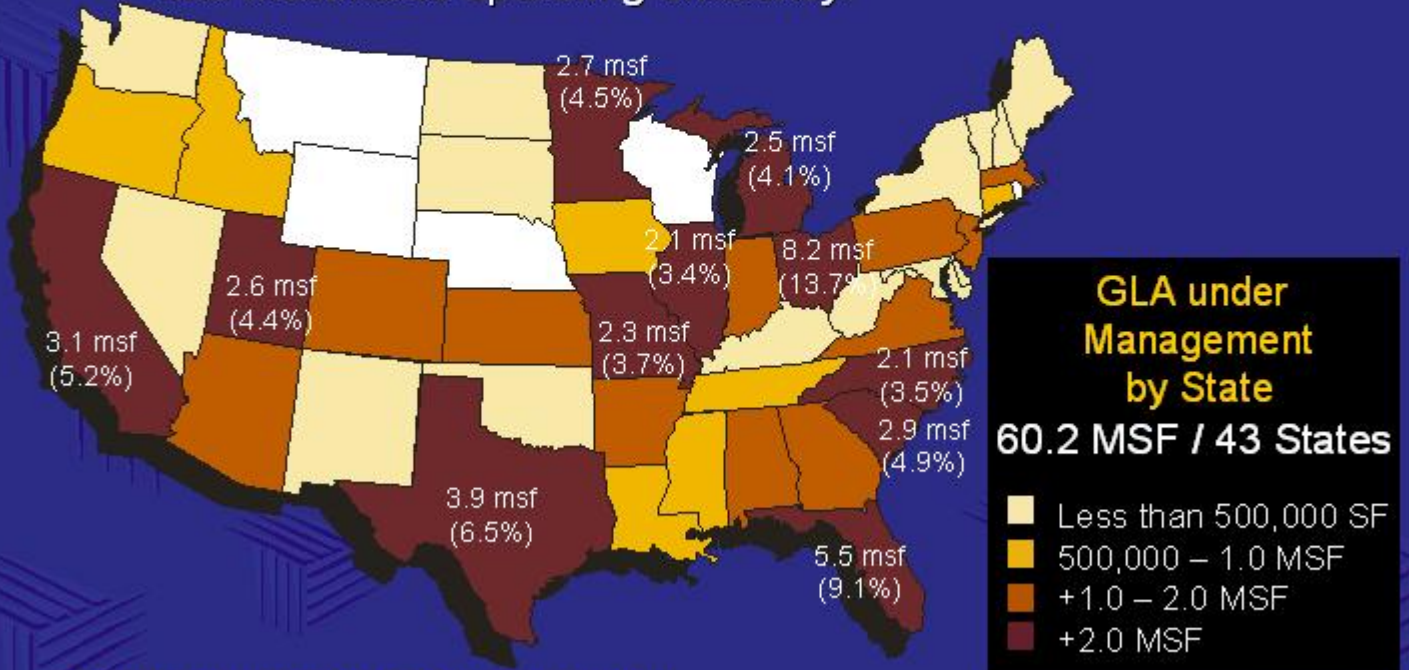 2.7 msf
(4.5%)
2.5 msf
(4.1%)
2.1 msf
(3.4%)
8.2 msf
(13.7%)
2.6 msf
(4.4%)
2.3 msf
(3.7%)
3.1 msf
(5.2%)
2.1 msf
(3.5%)
2.9 msf
(4.9%)
3.9 msf
(6.5%)
5.5 msf
(9.1%)
GLA under
Management
by State
60.2 MSF / 43 States
Less than 500,000 SF
500,000 – 1.0 MSF
+1.0 – 2.0 MSF
+2.0 MSF